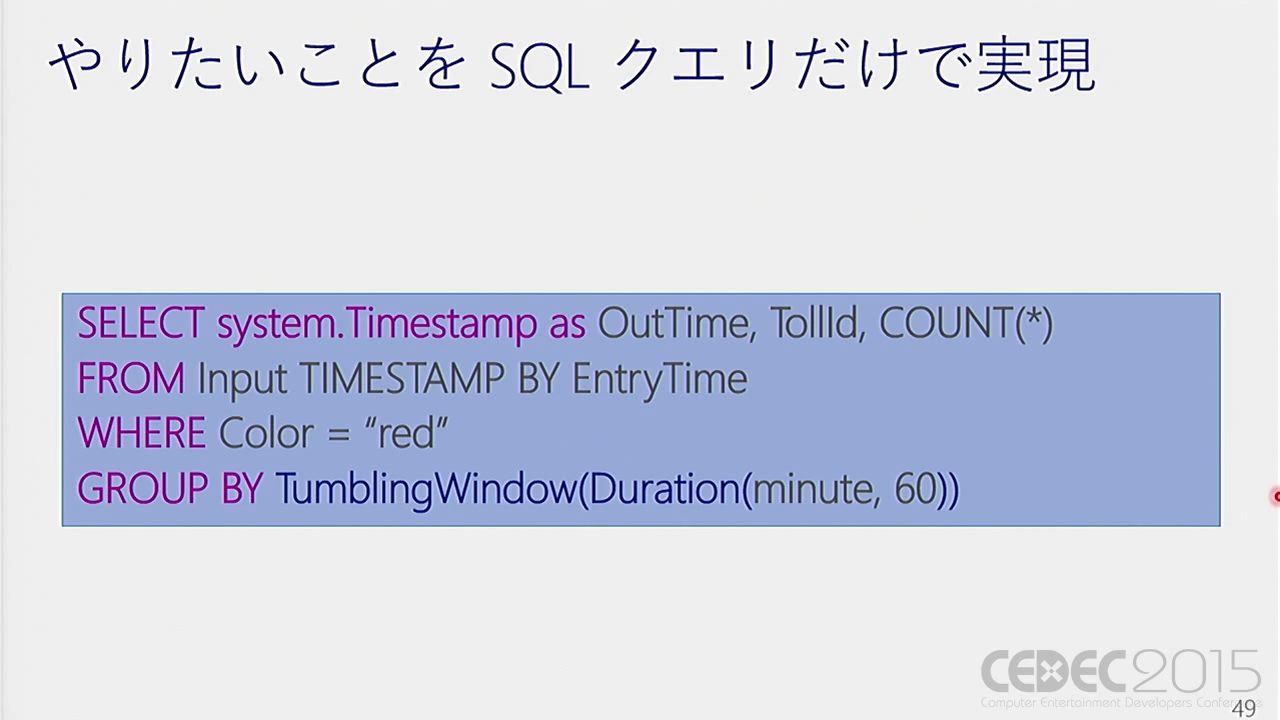 やりたいことを SQL クエリだけで実現
SELECT system.Timestamp as OutTime, TollId, COUNT(*)
FROM Input TIMESTAMP BY EntryTime
WHERE Color = “red”
GROUP BY TumblingWindow(Duration(minute, 60))
CEDEC2015
Computer Entertainment Developers Conference
49